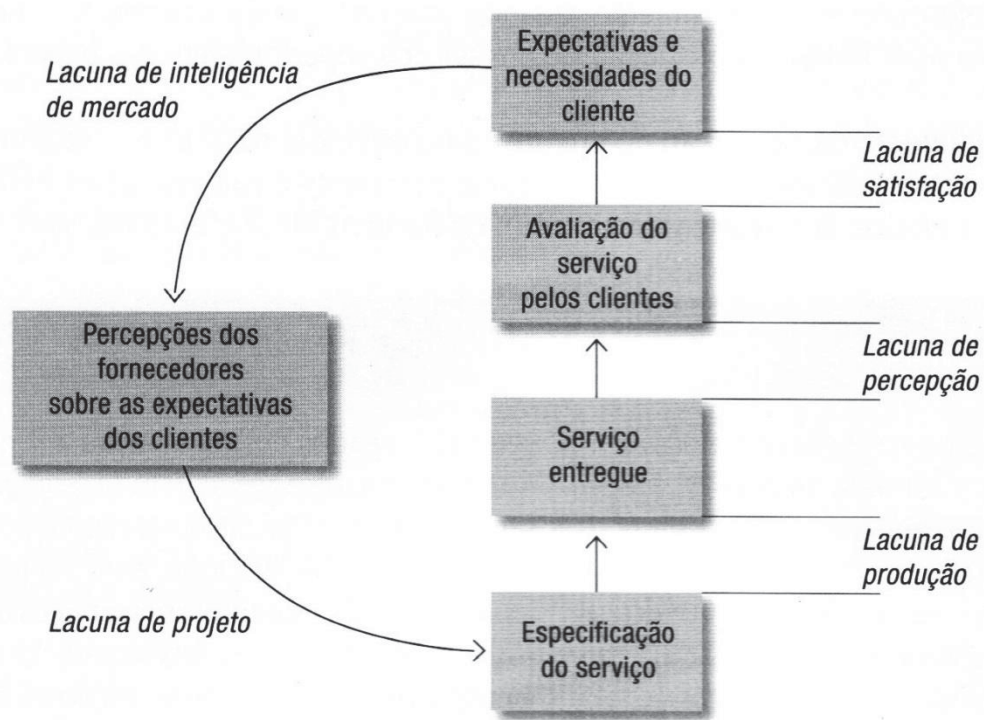 Expectativas e
necessidades do
cliente
Lacuna de inteligência
de mercado
Lacuna de
satisfação
Avaliação do
serviço
pelos clientes
Percepções dos
fornecedores
sobre as expectativas
dos clientes
Lacuna de
percepção
Serviço
entregue
Lacuna de
produção
Lacuna de projeto
Especificação
do serviço